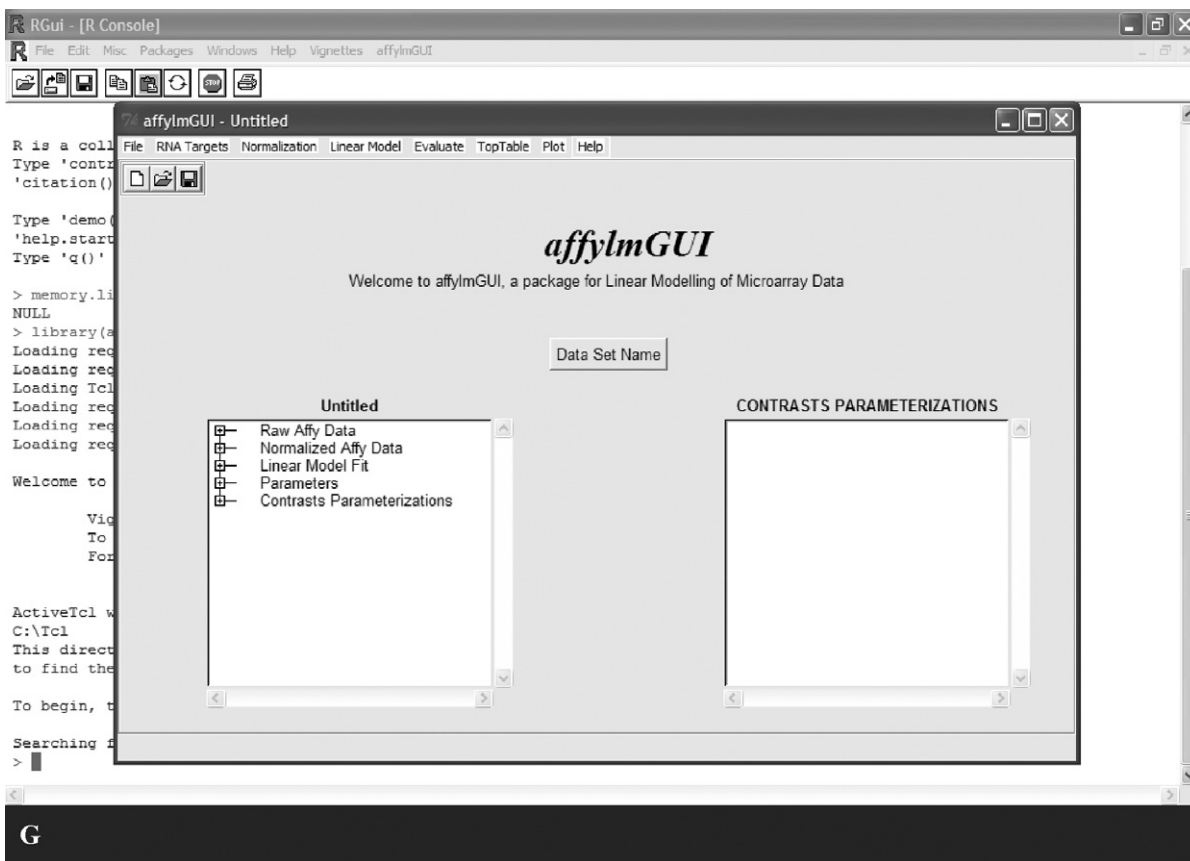 RGui - [R Console]
File Edit Misc Packages Windows Help Vignettes affylmGUI
STOP
R is a coll
Type 'contr
'citation()
Type 'demo(
'help.start
Type 'q()'
> memory.li
NULL
> library(a
Loading req
Loading req
Loading Tcl
Loading req
Loading req
Loading req
Welcome to
Vig
To
For
ActiveTcl w
C:\Tcl
This direct
to find the
To begin, t
Searching f
>
affylmGUI - Untitled
File RNA Targets Normalization Linear Model Evaluate TopTable Plot Help
affylmGUI
Welcome to affylmGUI, a package for Linear Modelling of Microarray Data
Data Set Name
Untitled
Raw Affy Data
Normalized Affy Data
Linear Model Fit
Parameters
Contrasts Parameterizations
CONTRASTS PARAMETERIZATIONS
G